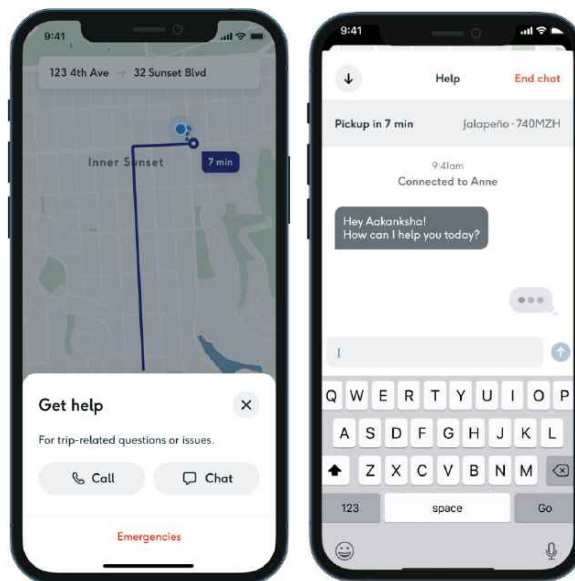 9:41
123 4th Ave → 32 Sunset Blvd
Inner Sunset
7 min
Get help
For trip-related questions or issues.
Call
Chat
Emergencies
9:41
Help
End chat
Pickup in 7 min
Jalapeño · 740MZH
9:41am
Connected to Anne
Hey Aakanksha!
How can I help you today?
Q W E R T Y U I O P
A S D F G H J K L
Z X C V B N M
123
space
Go